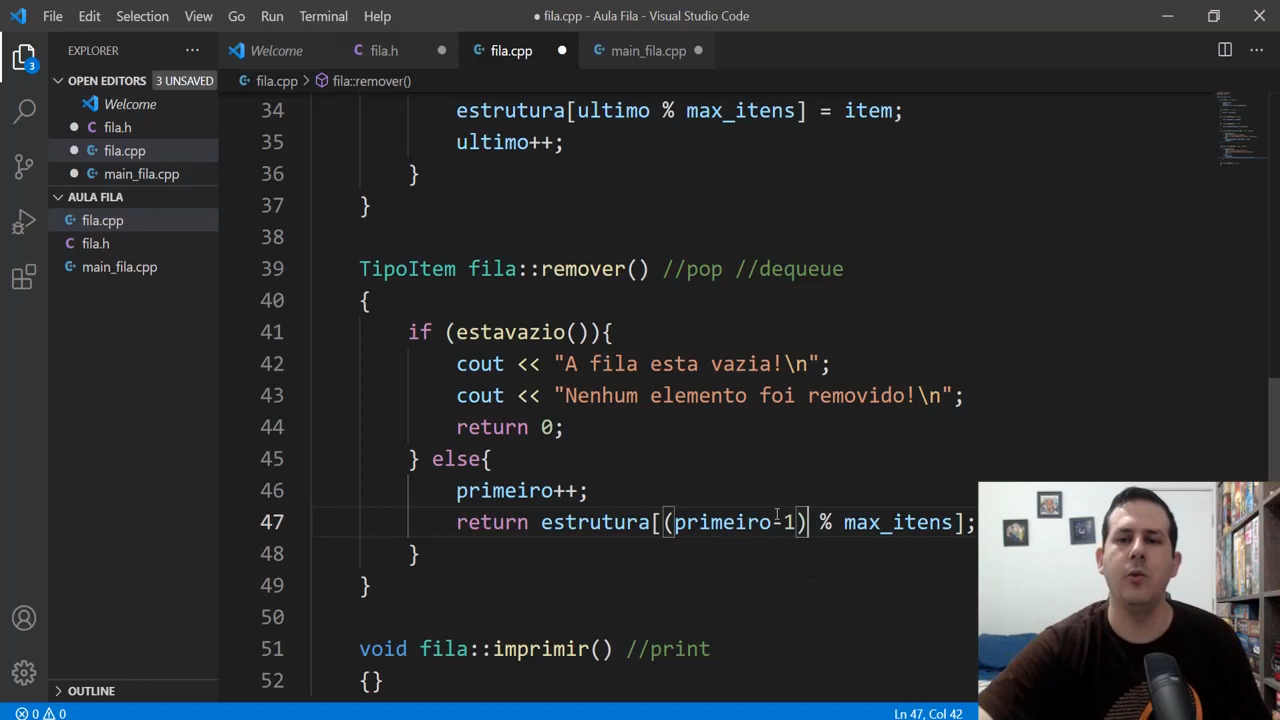 File Edit Selection View Go Run Terminal Help
● fila.cpp - Aula Fila - Visual Studio Code
EXPLORER ...
Welcome
fila.h
fila.cpp
main_fila.cpp
OPEN EDITORS 3 UNSAVED
fila.cpp > fila::remover()
3
Welcome
fila.h
fila.cpp
main_fila.cpp
AULA FILA
fila.cpp
fila.h
main_fila.cpp
34 estrutura[ultimo % max_itens] = item;
35 ultimo++;
36 }
37 }
38
39 TipoItem fila::remover() //pop //dequeue
40 {
41 if (estavazio()){
42 cout << "A fila esta vazia!\n";
43 cout << "Nenhum elemento foi removido!\n";
44 return 0;
45 } else{
46 primeiro++;
47 return estrutura[(primeiro-1) % max_itens];
48 }
49 }
50
51 void fila::imprimir() //print
52 {}
OUTLINE
0 0
Ln 47, Col 42